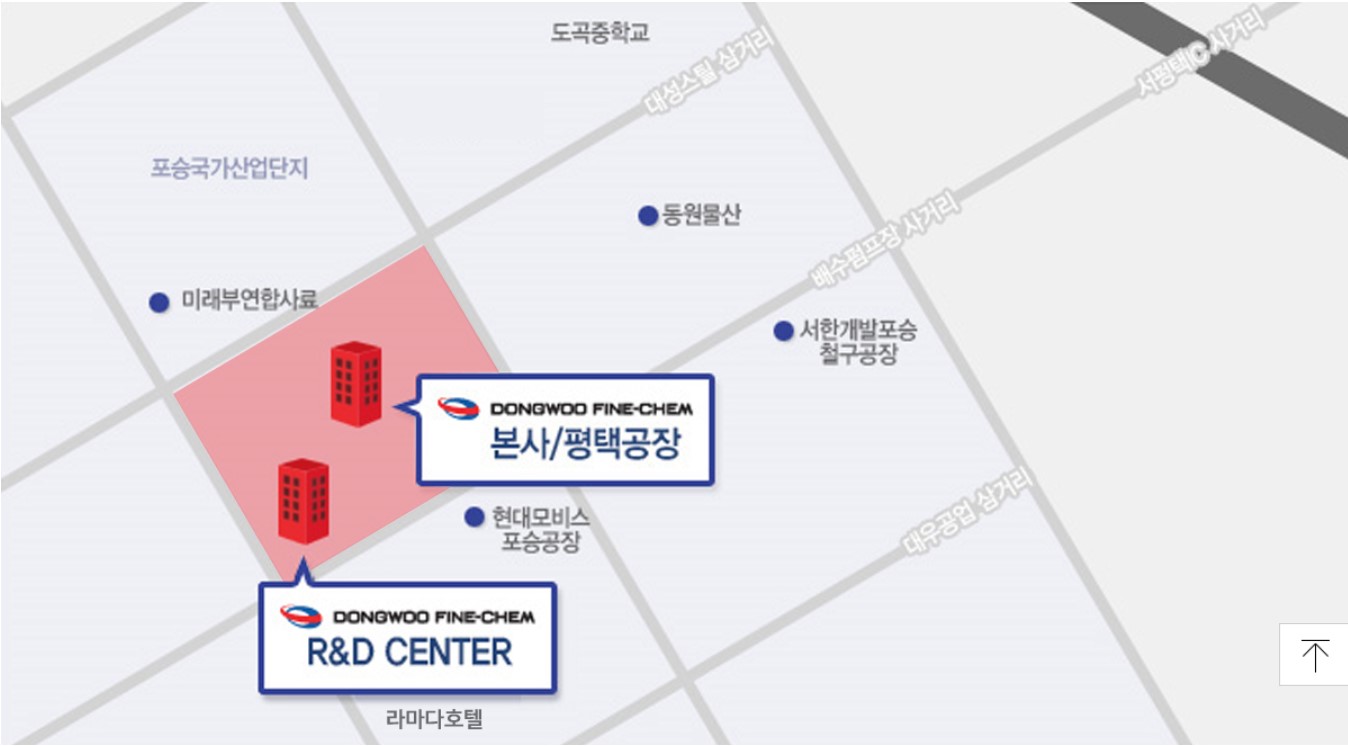 도곡중학교
대성스틸 삼거리
서평택IC 사거리
포승국가산업단지
동원물산
배수펌프장 사거리
미래부연합사료
서한개발포승
철구공장
DONGWOO FINE-CHEM
본사/평택공장
대우공업 삼거리
현대모비스
포승공장
DONGWOO FINE-CHEM
R&D CENTER
라마다호텔